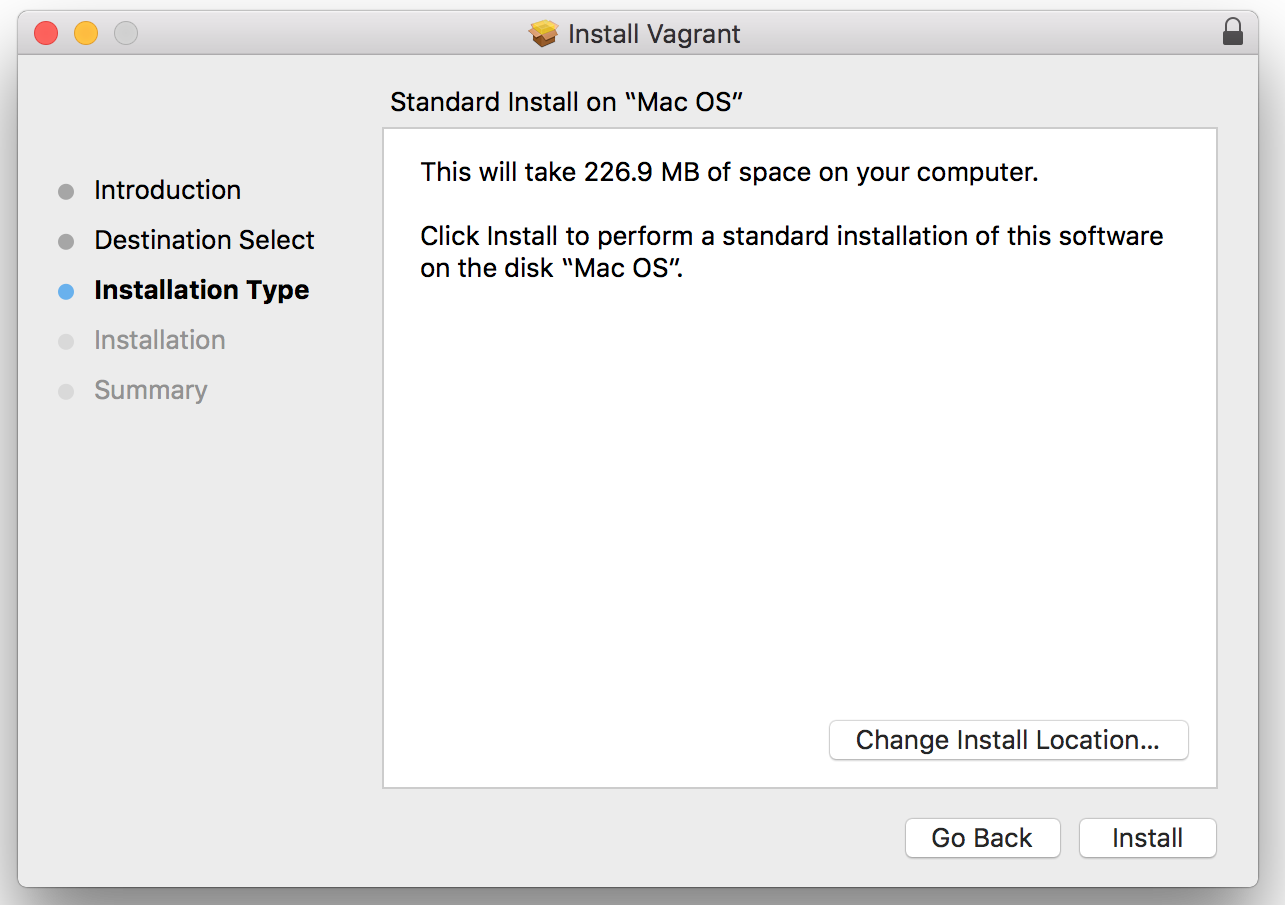 Install Vagrant
Standard Install on “Mac OS”
Introduction
Destination Select
Installation Type
Installation
Summary
This will take 226.9 MB of space on your computer.
Click Install to perform a standard installation of this software
on the disk “Mac OS”.
Change Install Location...
Go Back
Install